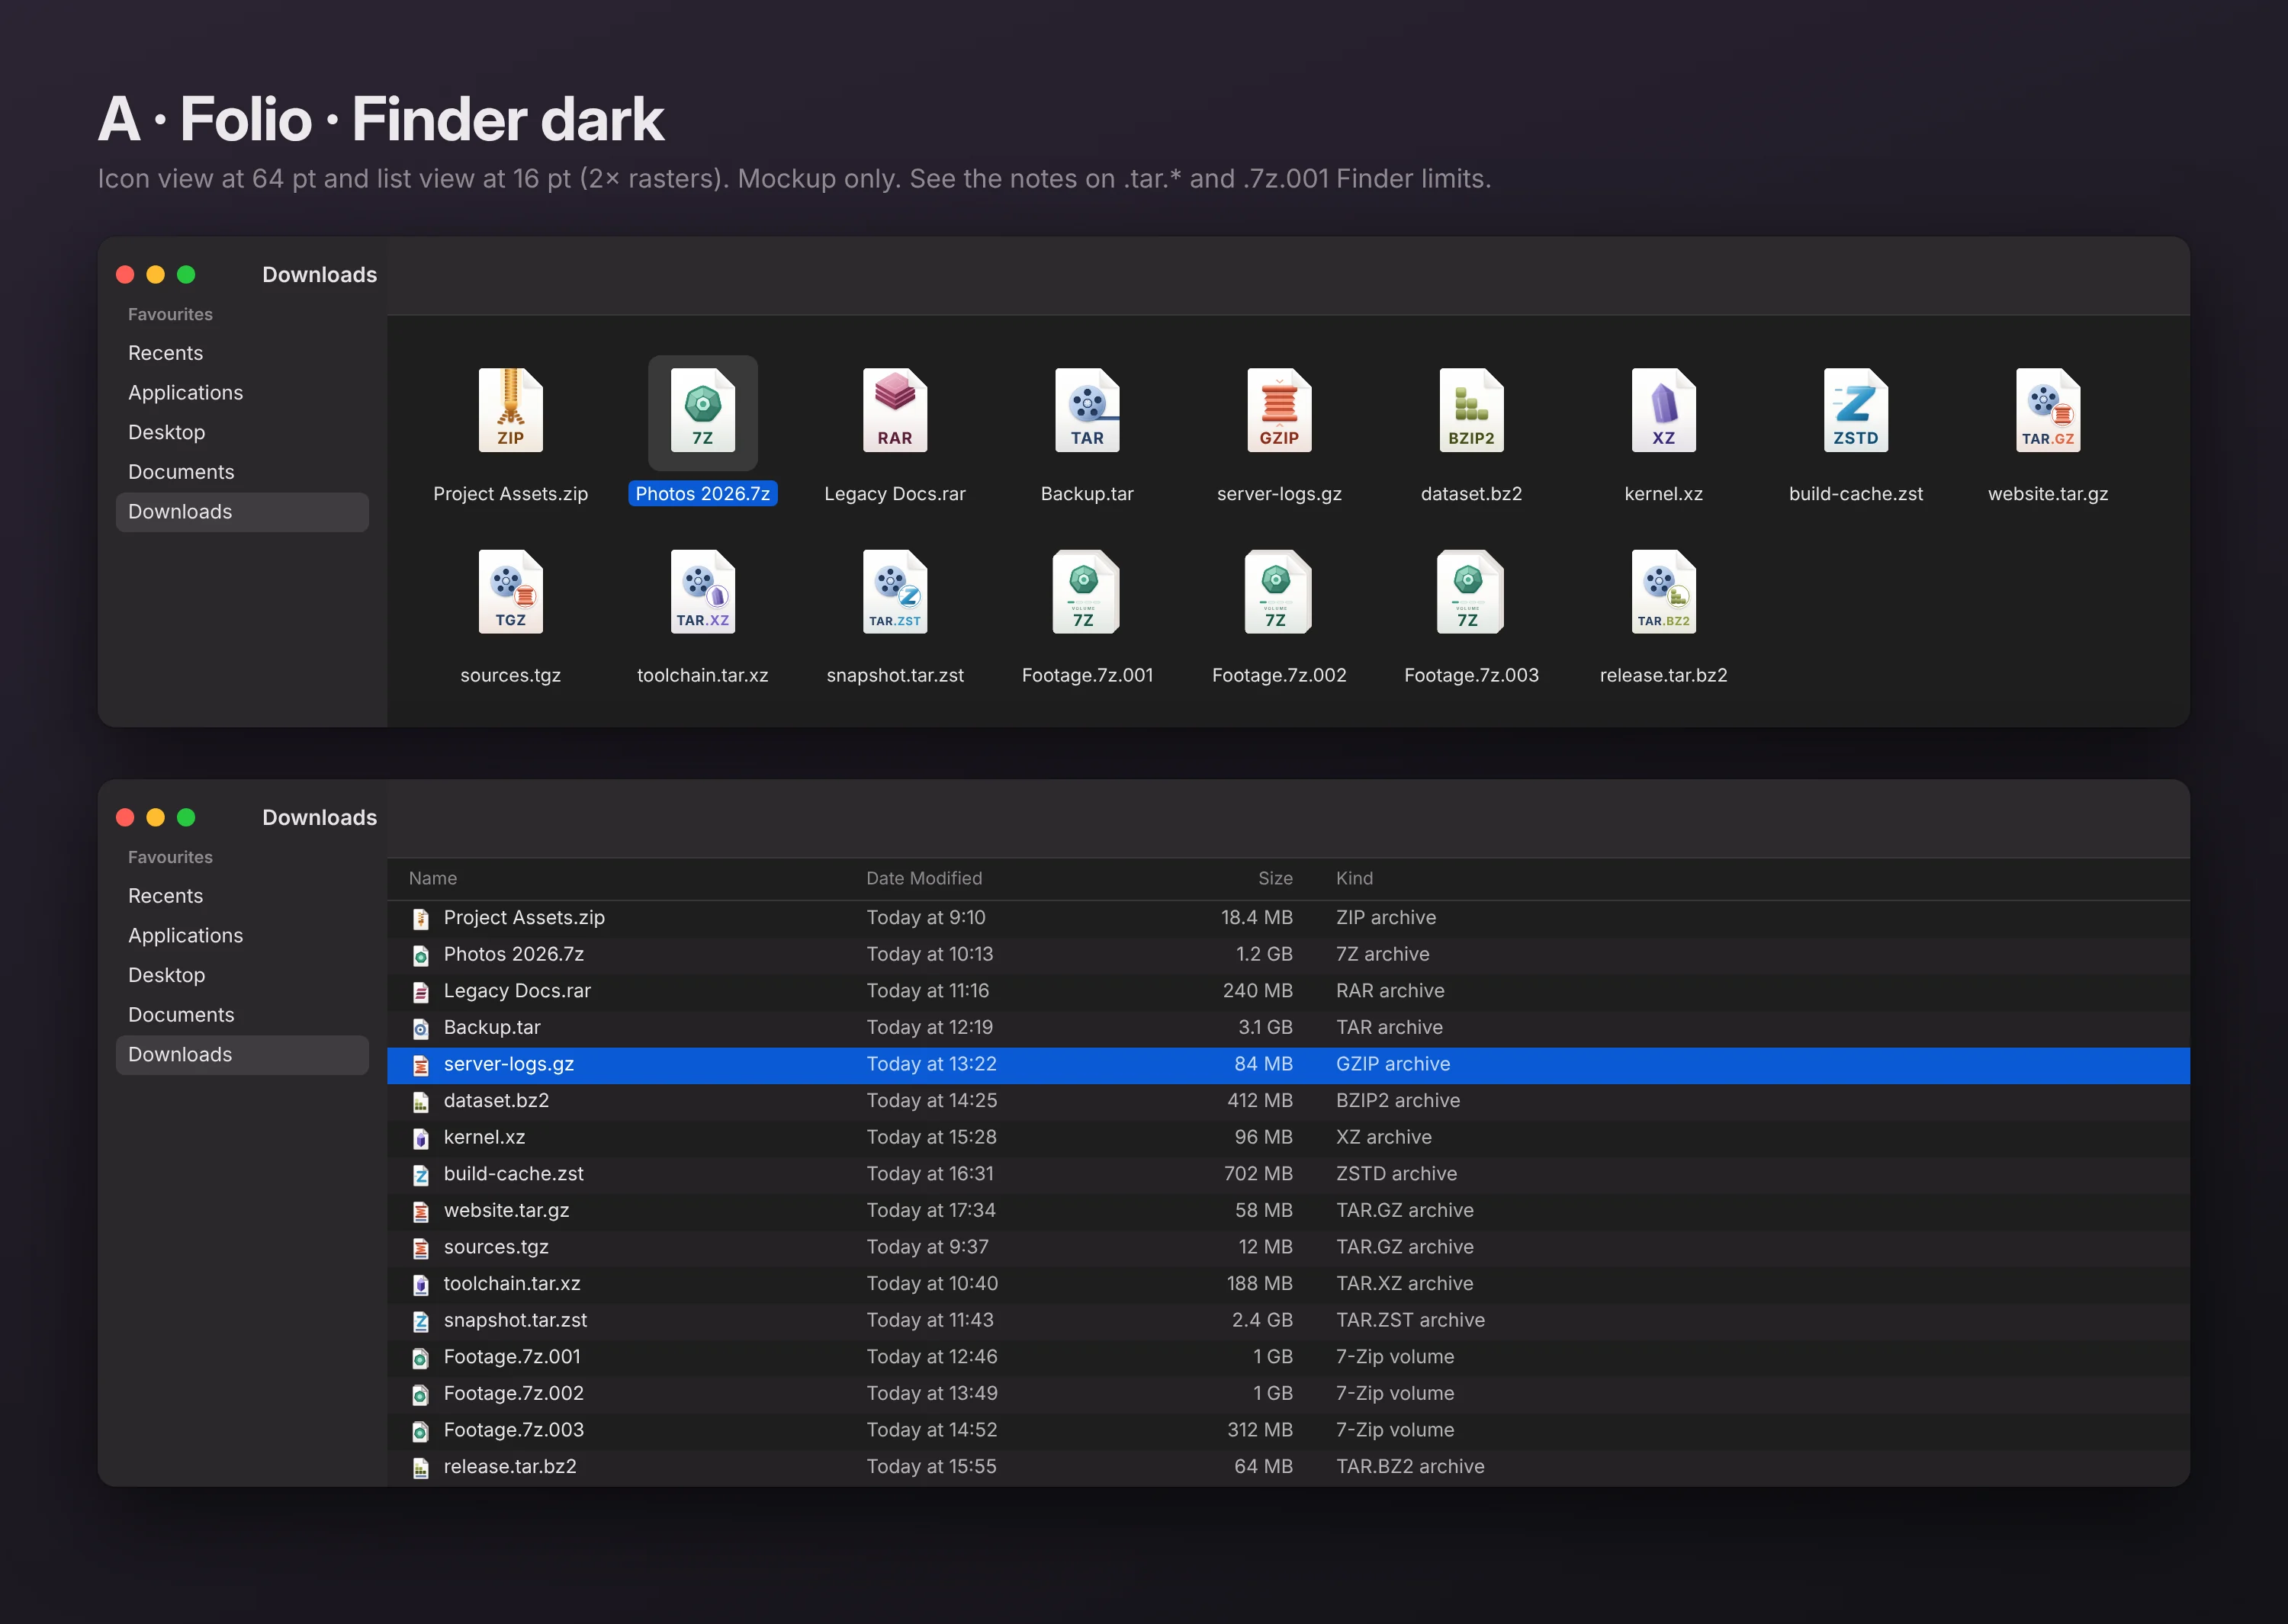 A · Folio · Finder dark
Icon view at 64 pt and list view at 16 pt (2× rasters). Mockup only. See the notes on .tar.* and .7z.001 Finder limits.
Downloads
Favourites
Recents
Applications
Desktop
Documents
Downloads
ZIP
7Z
RAR
TAR
GZIP
BZIP2
XZ
ZSTD
TAR.GZ
Project Assets.zip
Photos 2026.7z
Legacy Docs.rar
Backup.tar
server-logs.gz
dataset.bz2
kernel.xz
build-cache.zst
website.tar.gz
TGZ
TAR.XZ
TAR.ZST
VOLUME
7Z
VOLUME
7Z
VOLUME
7Z
TAR.BZ2
sources.tgz
toolchain.tar.xz
snapshot.tar.zst
Footage.7z.001
Footage.7z.002
Footage.7z.003
release.tar.bz2
Downloads
Favourites
Recents
Applications
Desktop
Documents
Downloads
Name Date Modified Size Kind
Project Assets.zip Today at 9:10 18.4 MB ZIP archive
Photos 2026.7z Today at 10:13 1.2 GB 7Z archive
Legacy Docs.rar Today at 11:16 240 MB RAR archive
Backup.tar Today at 12:19 3.1 GB TAR archive
server-logs.gz Today at 13:22 84 MB GZIP archive
dataset.bz2 Today at 14:25 412 MB BZIP2 archive
kernel.xz Today at 15:28 96 MB XZ archive
build-cache.zst Today at 16:31 702 MB ZSTD archive
website.tar.gz Today at 17:34 58 MB TAR.GZ archive
sources.tgz Today at 9:37 12 MB TAR.GZ archive
toolchain.tar.xz Today at 10:40 188 MB TAR.XZ archive
snapshot.tar.zst Today at 11:43 2.4 GB TAR.ZST archive
Footage.7z.001 Today at 12:46 1 GB 7-Zip volume
Footage.7z.002 Today at 13:49 1 GB 7-Zip volume
Footage.7z.003 Today at 14:52 312 MB 7-Zip volume
release.tar.bz2 Today at 15:55 64 MB TAR.BZ2 archive